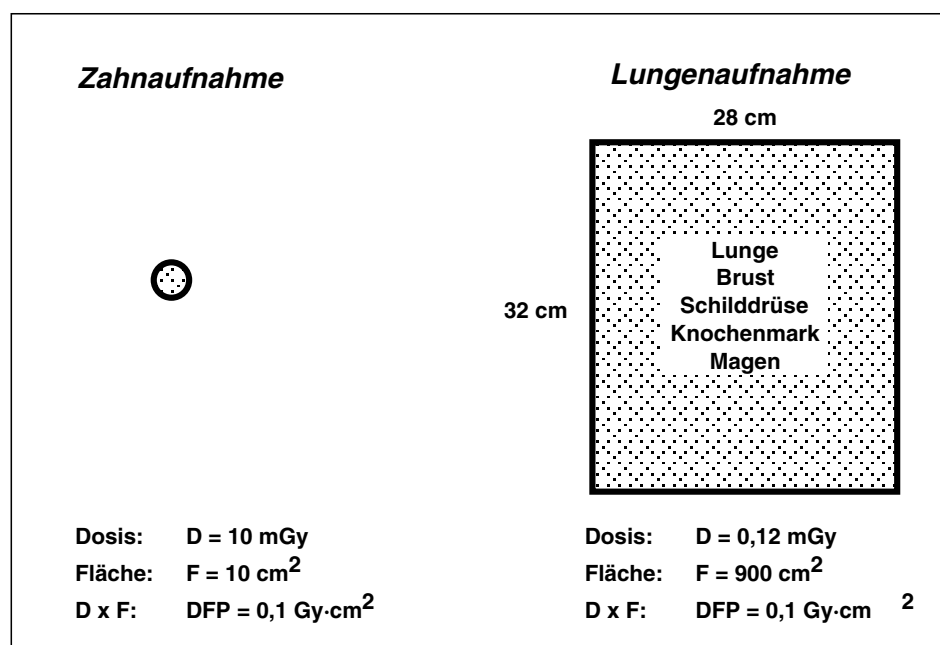 Zahnaufnahme
Lungenaufnahme
28 cm
32 cm
Lunge
Brust
Schilddrüse
Knochenmark
Magen
Dosis: D = 10 mGy
Fläche: F = 10 cm²
D x F: DFP = 0,1 Gy·cm²
Dosis: D = 0,12 mGy
Fläche: F = 900 cm²
D x F: DFP = 0,1 Gy·cm ²